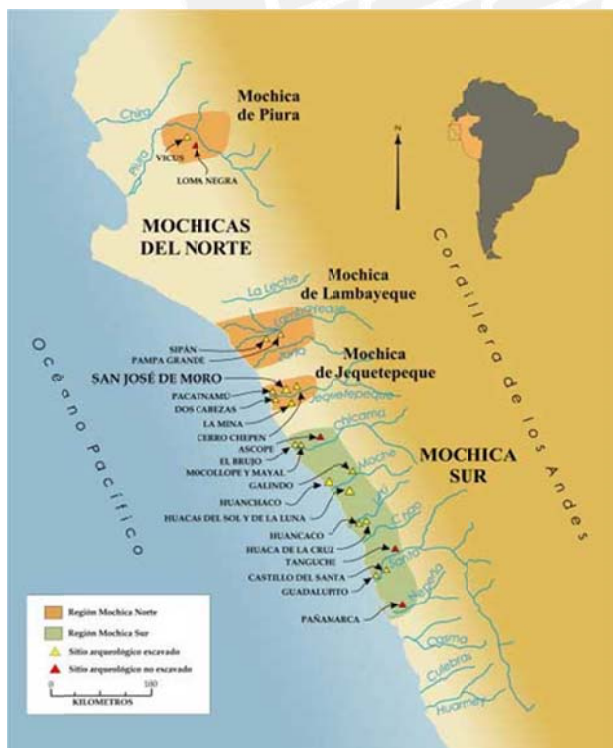 Mochica
de Piura
Chira
Piura
VICUS
LOMA NEGRA
N
MOCHICAS
DEL NORTE
Mochica
de Lambayeque
La Leche
Lambayeque
SIPÁN
PAMPA GRANDE
Zaña
Mochica
de Jequetepeque
SAN JOSÉ DE MORO
PACATNAMÚ
DOS CABEZAS
Jequetepeque
LA MINA
CERRO CHEPEN
Chicama
ASCOPE
EL BRUJO
MOCOLLOPE Y MAYAL
MOCHICA
SUR
Moche
GALINDO
HUANCHACO
HUACAS DEL SOL Y DE LA LUNA
Chao
HUANCACO
HUACA DE LA CRUZ
TANGUCHE
Santa
CASTILLO DEL SANTA
GUADALUPITO
Nepeña
PAÑAMARCA
Casma
Culebras
Huarmey
Océano Pacífico
Cordillera de los Andes
Región Mochica Norte
Región Mochica Sur
Sitio arqueológico excavado
Sitio arqueológico no excavado
0 100
KILOMETROS